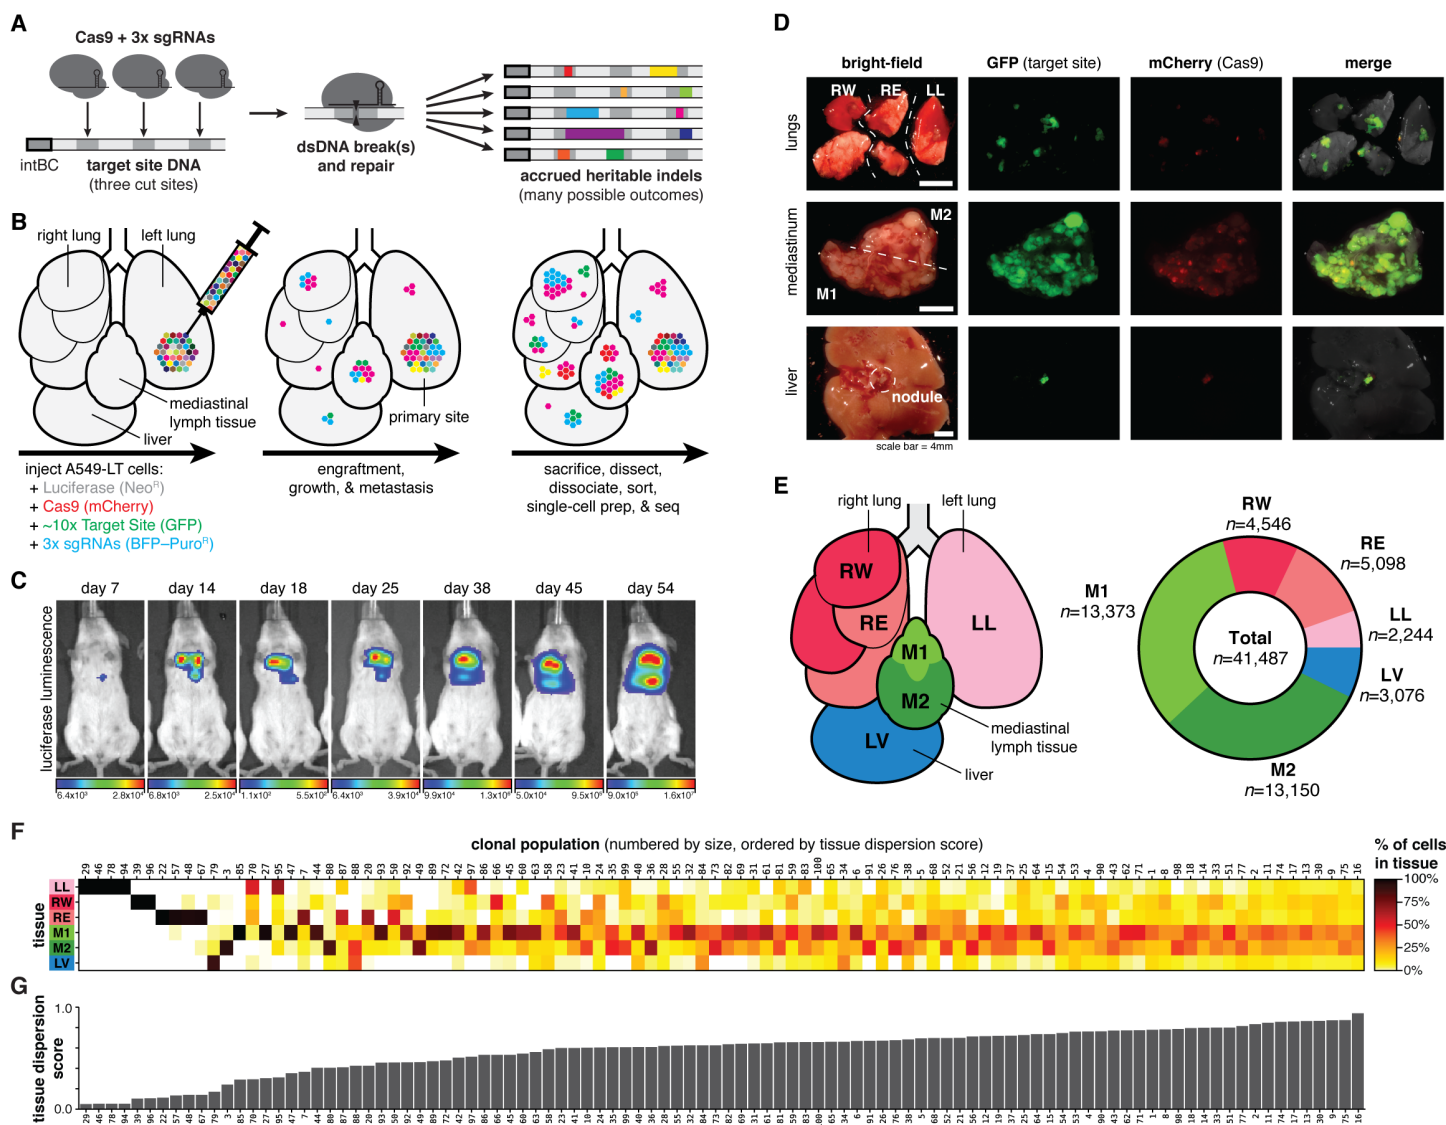 A
Cas9 + 3x sgRNAs
intBC
target site DNA
(three cut sites)
dsDNA break(s)
and repair
accrued heritable indels
(many possible outcomes)
B
right lung
left lung
mediastinal
lymph tissue
liver
primary site
inject A549-LT cells:
+ Luciferase (Neoᴿ)
+ Cas9 (mCherry)
+ ~10x Target Site (GFP)
+ 3x sgRNAs (BFP–Puroᴿ)
engraftment,
growth, & metastasis
sacrifice, dissect,
dissociate, sort,
single-cell prep, & seq
C
day 7 day 14 day 18 day 25 day 38 day 45 day 54
luciferase luminescence
D
bright-field GFP (target site) mCherry (Cas9) merge
lungs
RW RE LL
mediastinum
M2
M1
liver
nodule
scale bar = 4mm
E
right lung
left lung
RW
RE
LL
M1
M2
LV
mediastinal
lymph tissue
liver
RW
n=4,546
RE
n=5,098
LL
n=2,244
LV
n=3,076
M2
n=13,150
M1
n=13,373
Total
n=41,487
F
clonal population (numbered by size, ordered by tissue dispersion score)
% of cells
in tissue
100%
75%
50%
25%
0%
tissue
LL
RW
RE
M1
M2
LV
G
tissue dispersion
score
1.0
0.0